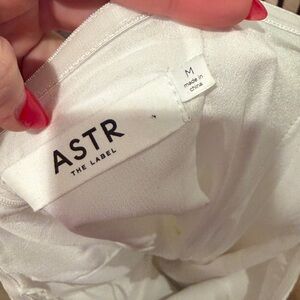 ASTR
THE LABEL
M
made in
china